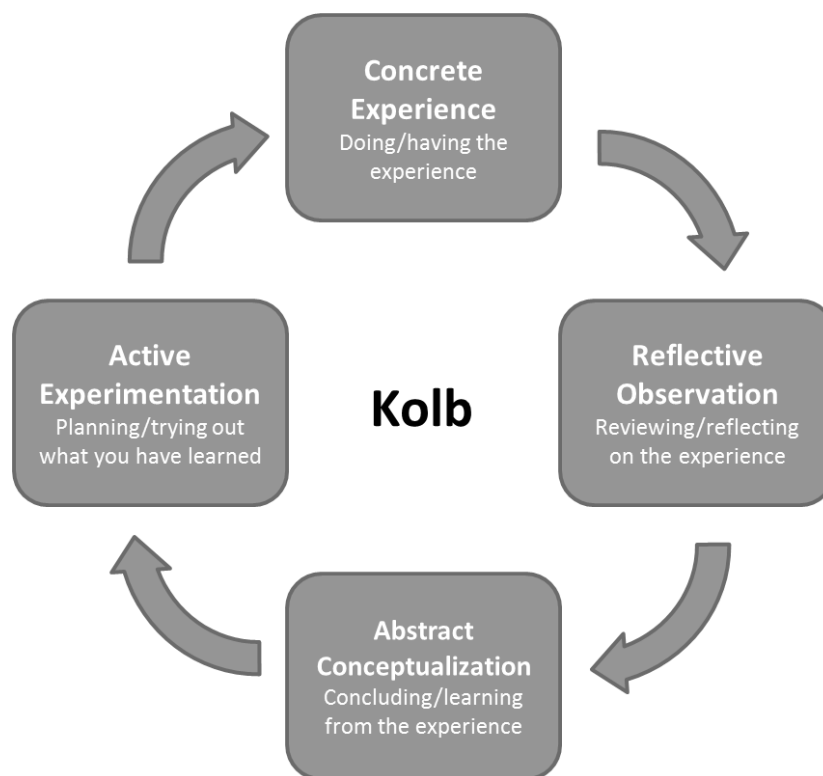 Concrete
Experience
Doing/having the
experience
Active
Experimentation
Planning/trying out
what you have learned
Kolb
Reflective
Observation
Reviewing/reflecting
on the experience
Abstract
Conceptualization
Concluding/learning
from the experience